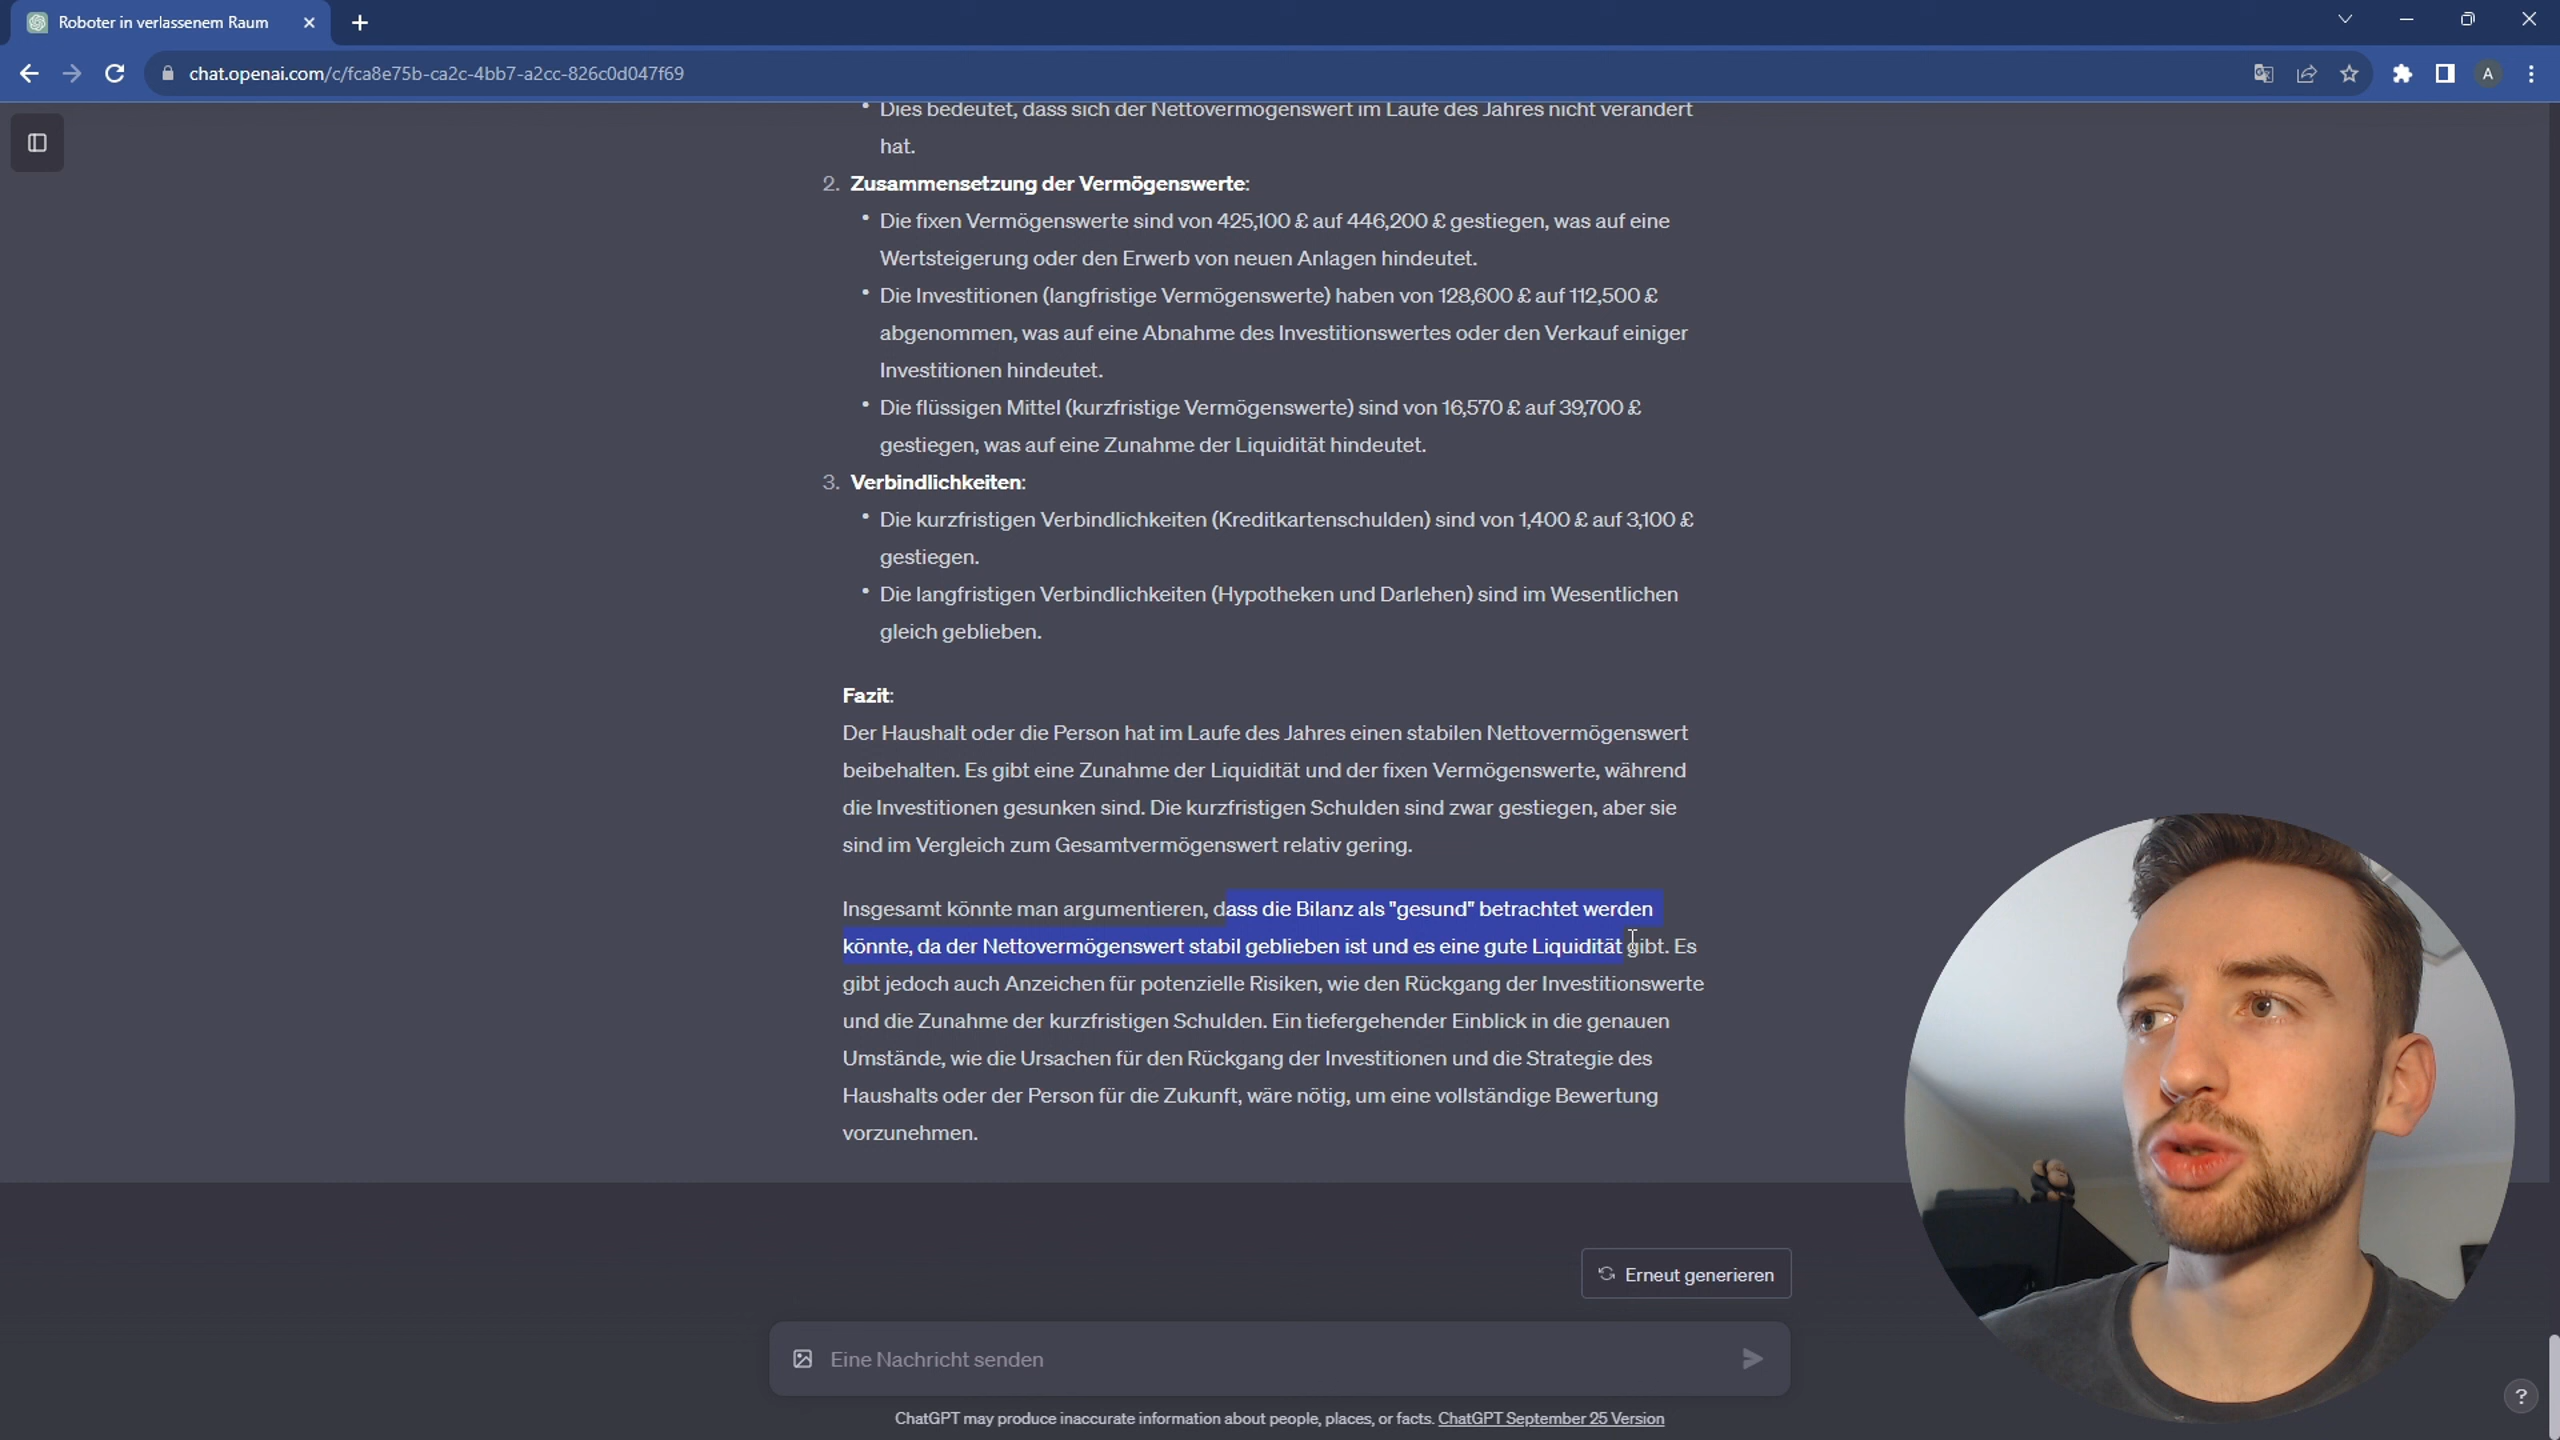 Roboter in verlassenem Raum
chat.openai.com/c/fca8e75b-ca2c-4bb7-a2cc-826c0d047f69
A
• Dies bedeutet, dass sich der Nettovermögenswert im Laufe des Jahres nicht verändert
hat.
2. Zusammensetzung der Vermögenswerte:
• Die fixen Vermögenswerte sind von 425,100 £ auf 446,200 £ gestiegen, was auf eine
Wertsteigerung oder den Erwerb von neuen Anlagen hindeutet.
• Die Investitionen (langfristige Vermögenswerte) haben von 128,600 £ auf 112,500 £
abgenommen, was auf eine Abnahme des Investitionswertes oder den Verkauf einiger
Investitionen hindeutet.
• Die flüssigen Mittel (kurzfristige Vermögenswerte) sind von 16,570 £ auf 39,700 £
gestiegen, was auf eine Zunahme der Liquidität hindeutet.
3. Verbindlichkeiten:
• Die kurzfristigen Verbindlichkeiten (Kreditkartenschulden) sind von 1,400 £ auf 3,100 £
gestiegen.
• Die langfristigen Verbindlichkeiten (Hypotheken und Darlehen) sind im Wesentlichen
gleich geblieben.
Fazit:
Der Haushalt oder die Person hat im Laufe des Jahres einen stabilen Nettovermögenswert
beibehalten. Es gibt eine Zunahme der Liquidität und der fixen Vermögenswerte, während
die Investitionen gesunken sind. Die kurzfristigen Schulden sind zwar gestiegen, aber sie
sind im Vergleich zum Gesamtvermögenswert relativ gering.
Insgesamt könnte man argumentieren, dass die Bilanz als "gesund" betrachtet werden
könnte, da der Nettovermögenswert stabil geblieben ist und es eine gute Liquidität gibt. Es
gibt jedoch auch Anzeichen für potenzielle Risiken, wie den Rückgang der Investitionswerte
und die Zunahme der kurzfristigen Schulden. Ein tiefergehender Einblick in die genauen
Umstände, wie die Ursachen für den Rückgang der Investitionen und die Strategie des
Haushalts oder der Person für die Zukunft, wäre nötig, um eine vollständige Bewertung
vorzunehmen.
Erneut generieren
Eine Nachricht senden
ChatGPT may produce inaccurate information about people, places, or facts. ChatGPT September 25 Version
?